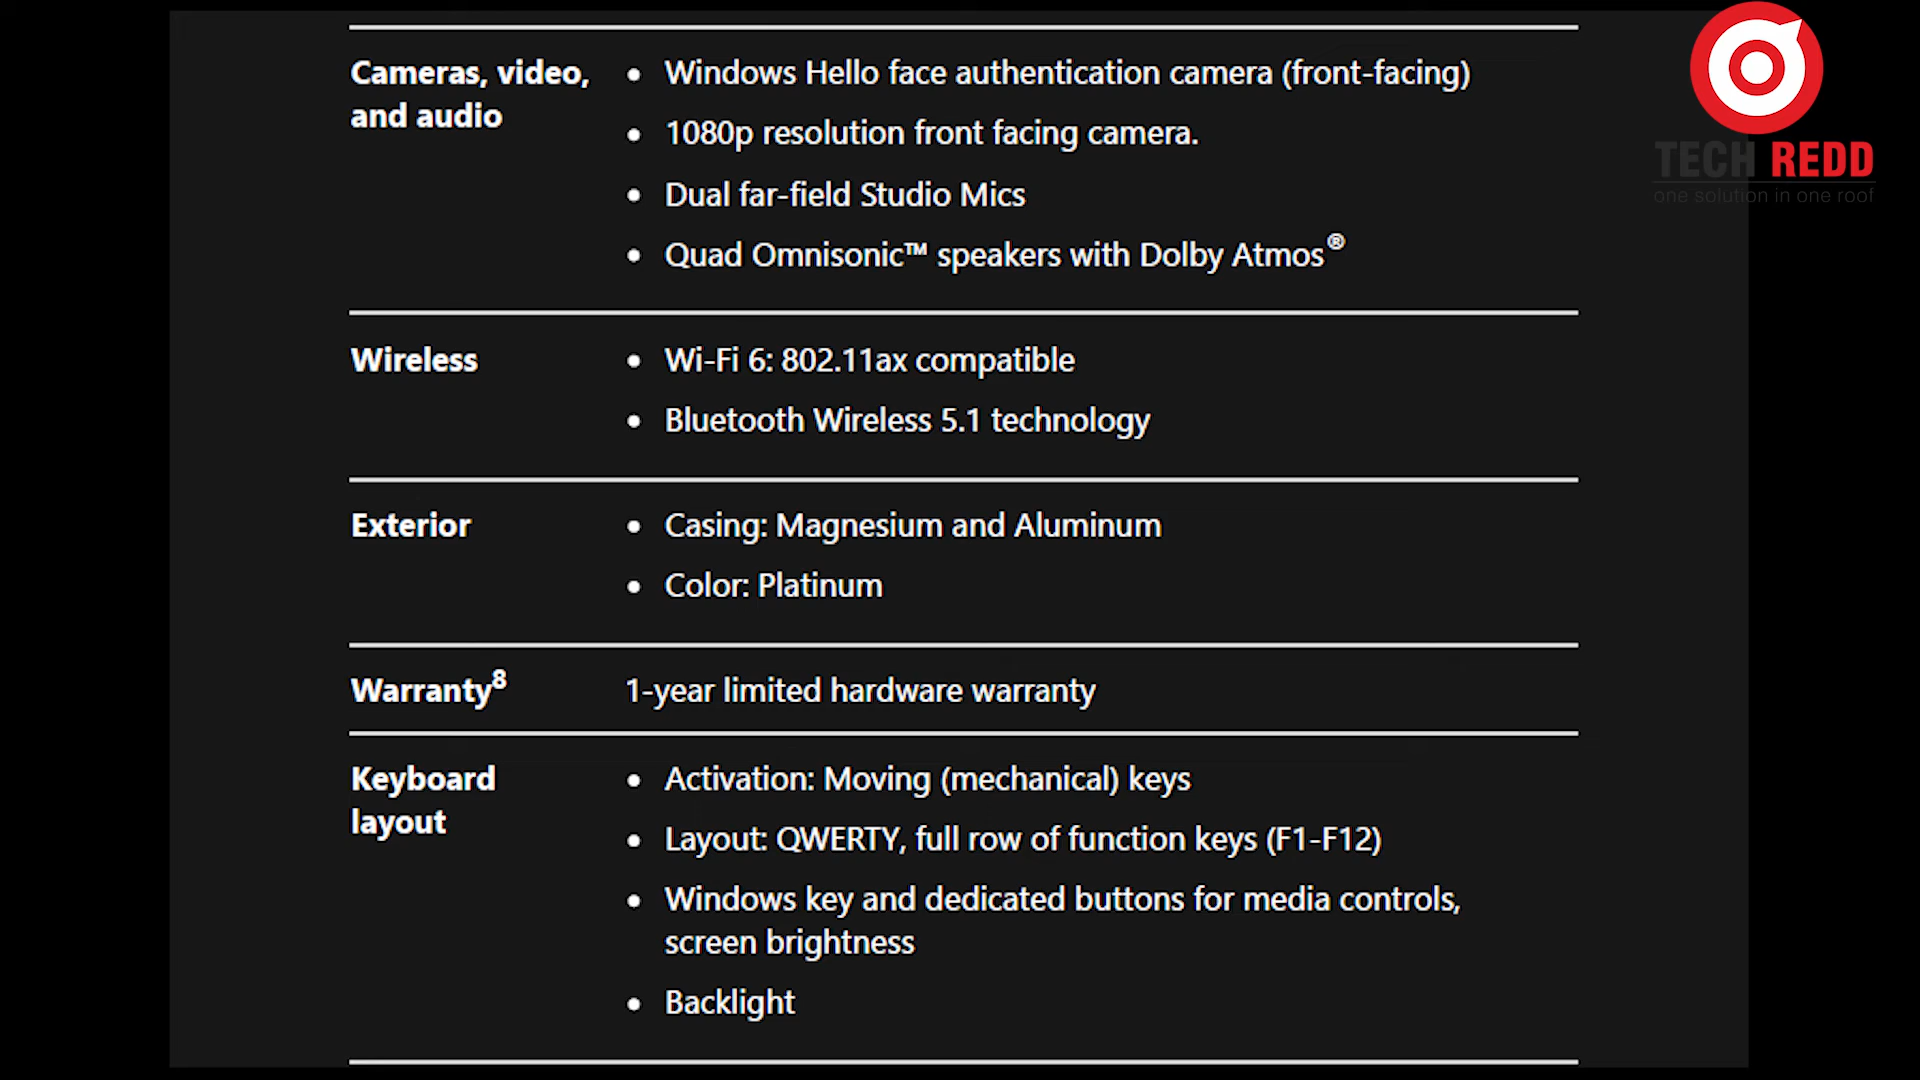 TECH REDD
one solution in one roof
Cameras, video,
and audio
• Windows Hello face authentication camera (front-facing)
• 1080p resolution front facing camera.
• Dual far-field Studio Mics
• Quad Omnisonic™ speakers with Dolby Atmos®
Wireless
• Wi-Fi 6: 802.11ax compatible
• Bluetooth Wireless 5.1 technology
Exterior
• Casing: Magnesium and Aluminum
• Color: Platinum
Warranty⁸ 1-year limited hardware warranty
Keyboard
layout
• Activation: Moving (mechanical) keys
• Layout: QWERTY, full row of function keys (F1-F12)
• Windows key and dedicated buttons for media controls,
screen brightness
• Backlight